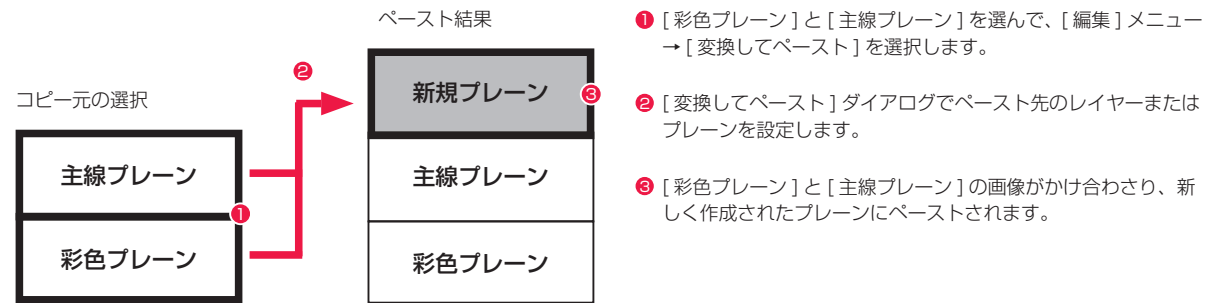 コピー元の選択
主線プレーン
彩色プレーン
❶
❷
ペースト結果
新規プレーン
❸
主線プレーン
彩色プレーン
❶ [ 彩色プレーン ] と [ 主線プレーン ] を選んで、[ 編集 ] メニュー
→ [ 変換してペースト ] を選択します。
❷ [ 変換してペースト ] ダイアログでペースト先のレイヤーまたは
プレーンを設定します。
❸ [ 彩色プレーン ] と [ 主線プレーン ] の画像がかけ合わさり、新
しく作成されたプレーンにペーストされます。